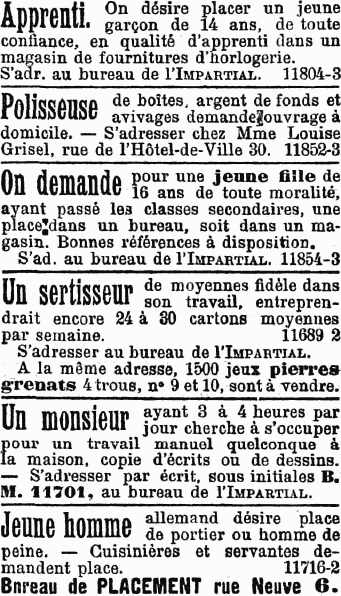 Apprenti. On désire placer un jeune
garçon de 14 ans, de toute
confiance, en qualité d'apprenti dans un
magasin de fournitures d'horlogerie.
S'adr. au bureau de l'IMPARTIAL. 11804-3
Polisseuse de boîtes, argent de fonds et
avivages demande ouvrage à
domicile. — S'adresser chez Mme Louise
Grisel, rue de l'Hôtel-de-Ville 30. 11852-3
On demande pour une jeune fille de
16 ans de toute moralité,
ayant passé les classes secondaires, une
place dans un bureau, soit dans un ma-
gasin. Bonnes références à disposition.
S'ad. au bureau de l'IMPARTIAL. 11854-3
Un sertisseur de moyennes fidèle dans
son travail, entrepren-
drait encore 24 à 30 cartons moyennes
par semaine. 11689 2
S'adresser au bureau de l'IMPARTIAL.
A la même adresse, 1500 jeux pierres
grenats 4 trous, nº 9 et 10, sont à vendre.
Un monsieur ayant 3 à 4 heures par
jour cherche à s'occuper
pour un travail manuel quelconque à
la maison, copie d'écrits ou de dessins.
— S'adresser par écrit, sous initiales B.
M. 11701, au bureau de l'IMPARTIAL.
Jeune homme allemand désire place
de portier ou homme de
peine. — Cuisinières et servantes de-
mandent place. 11716-2
Bnreau de PLACEMENT rue Neuve 6.